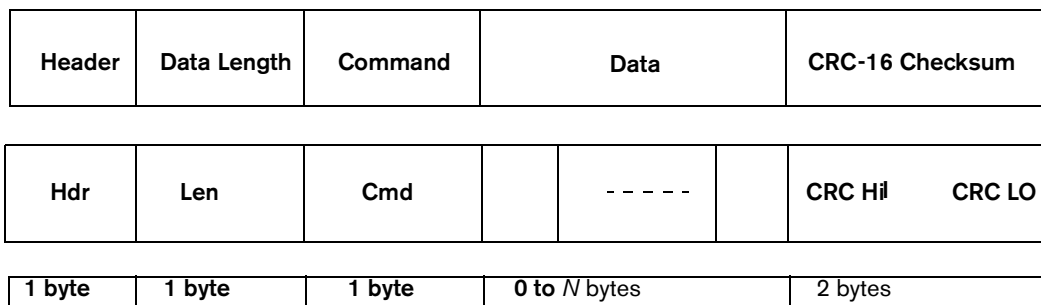 Header Data Length Command Data CRC-16 Checksum
Hdr Len Cmd - - - - - CRC Hi CRC LO
1 byte 1 byte 1 byte 0 to N bytes 2 bytes